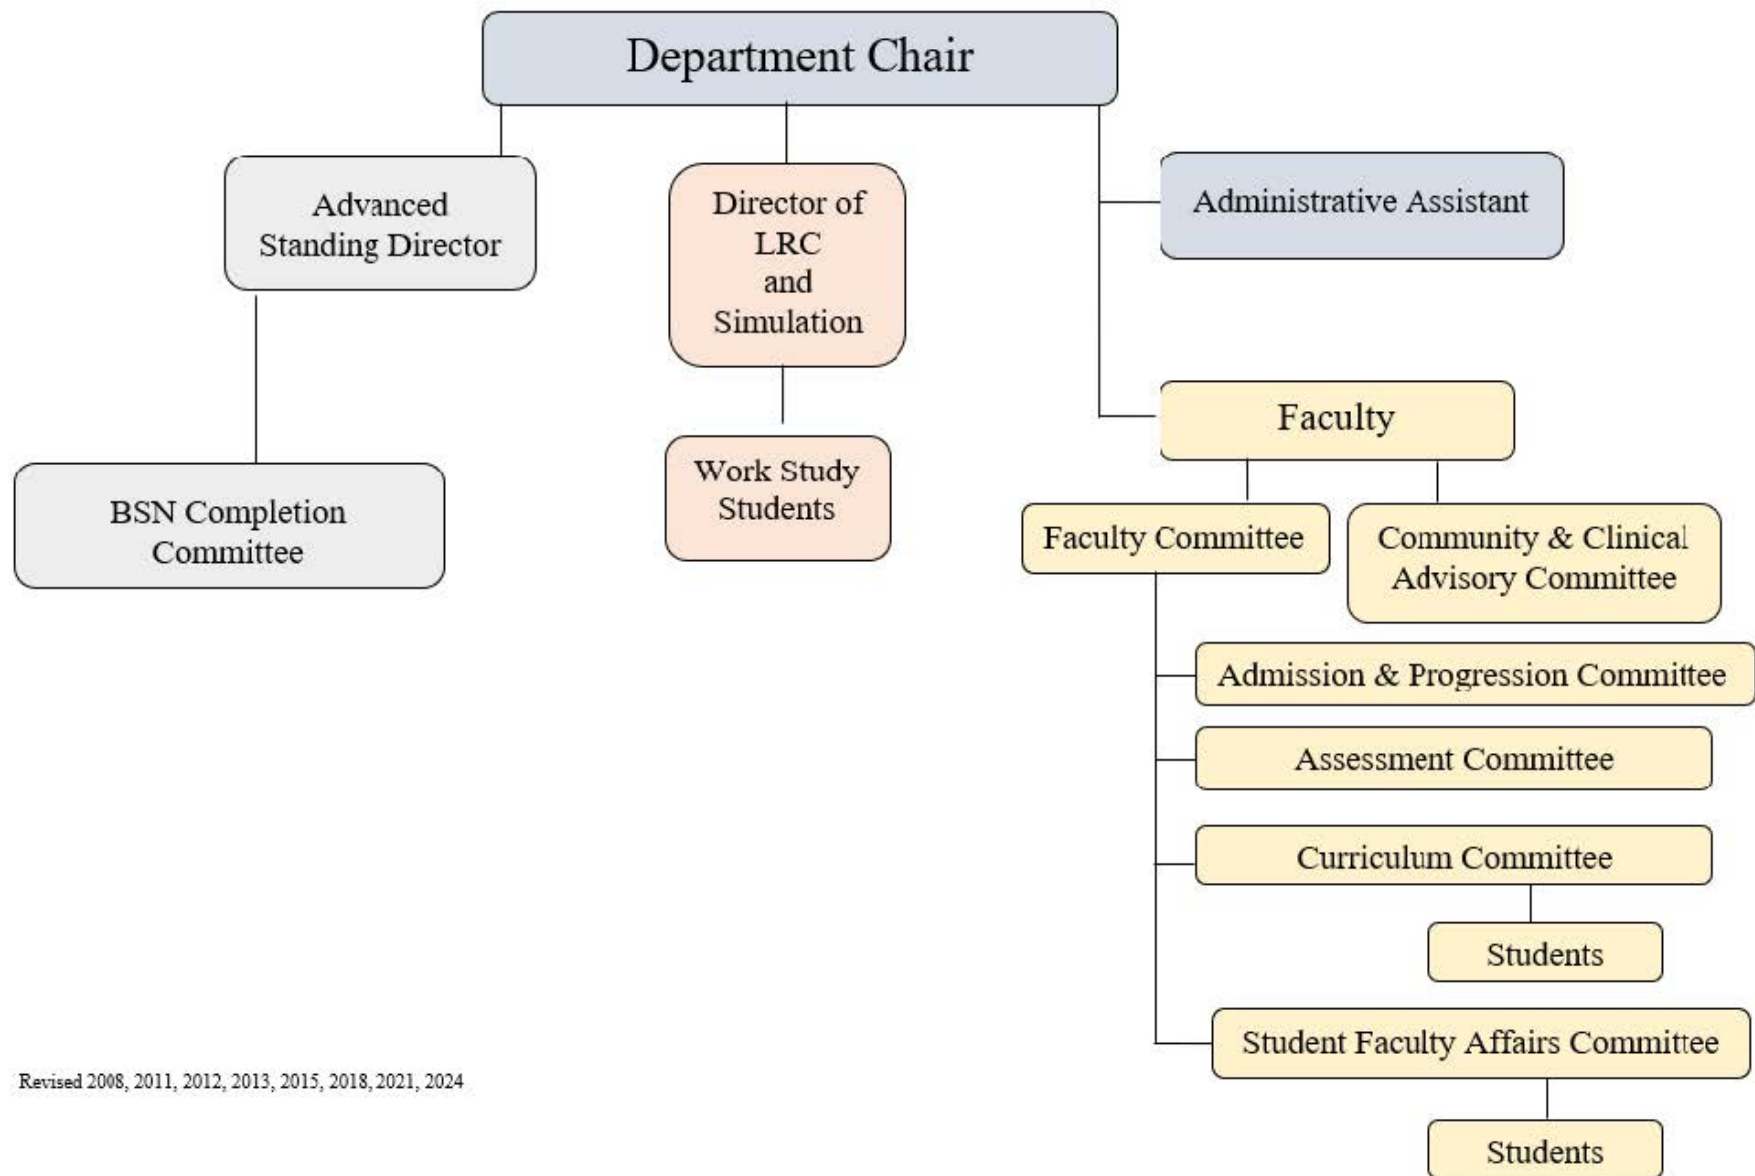 Department Chair
Advanced
Standing Director
Director of
LRC
and
Simulation
Administrative Assistant
BSN Completion
Committee
Work Study
Students
Faculty
Faculty Committee
Community & Clinical
Advisory Committee
Admission & Progression Committee
Assessment Committee
Curriculum Committee
Students
Student Faculty Affairs Committee
Students
Revised 2008, 2011, 2012, 2013, 2015, 2018, 2021, 2024